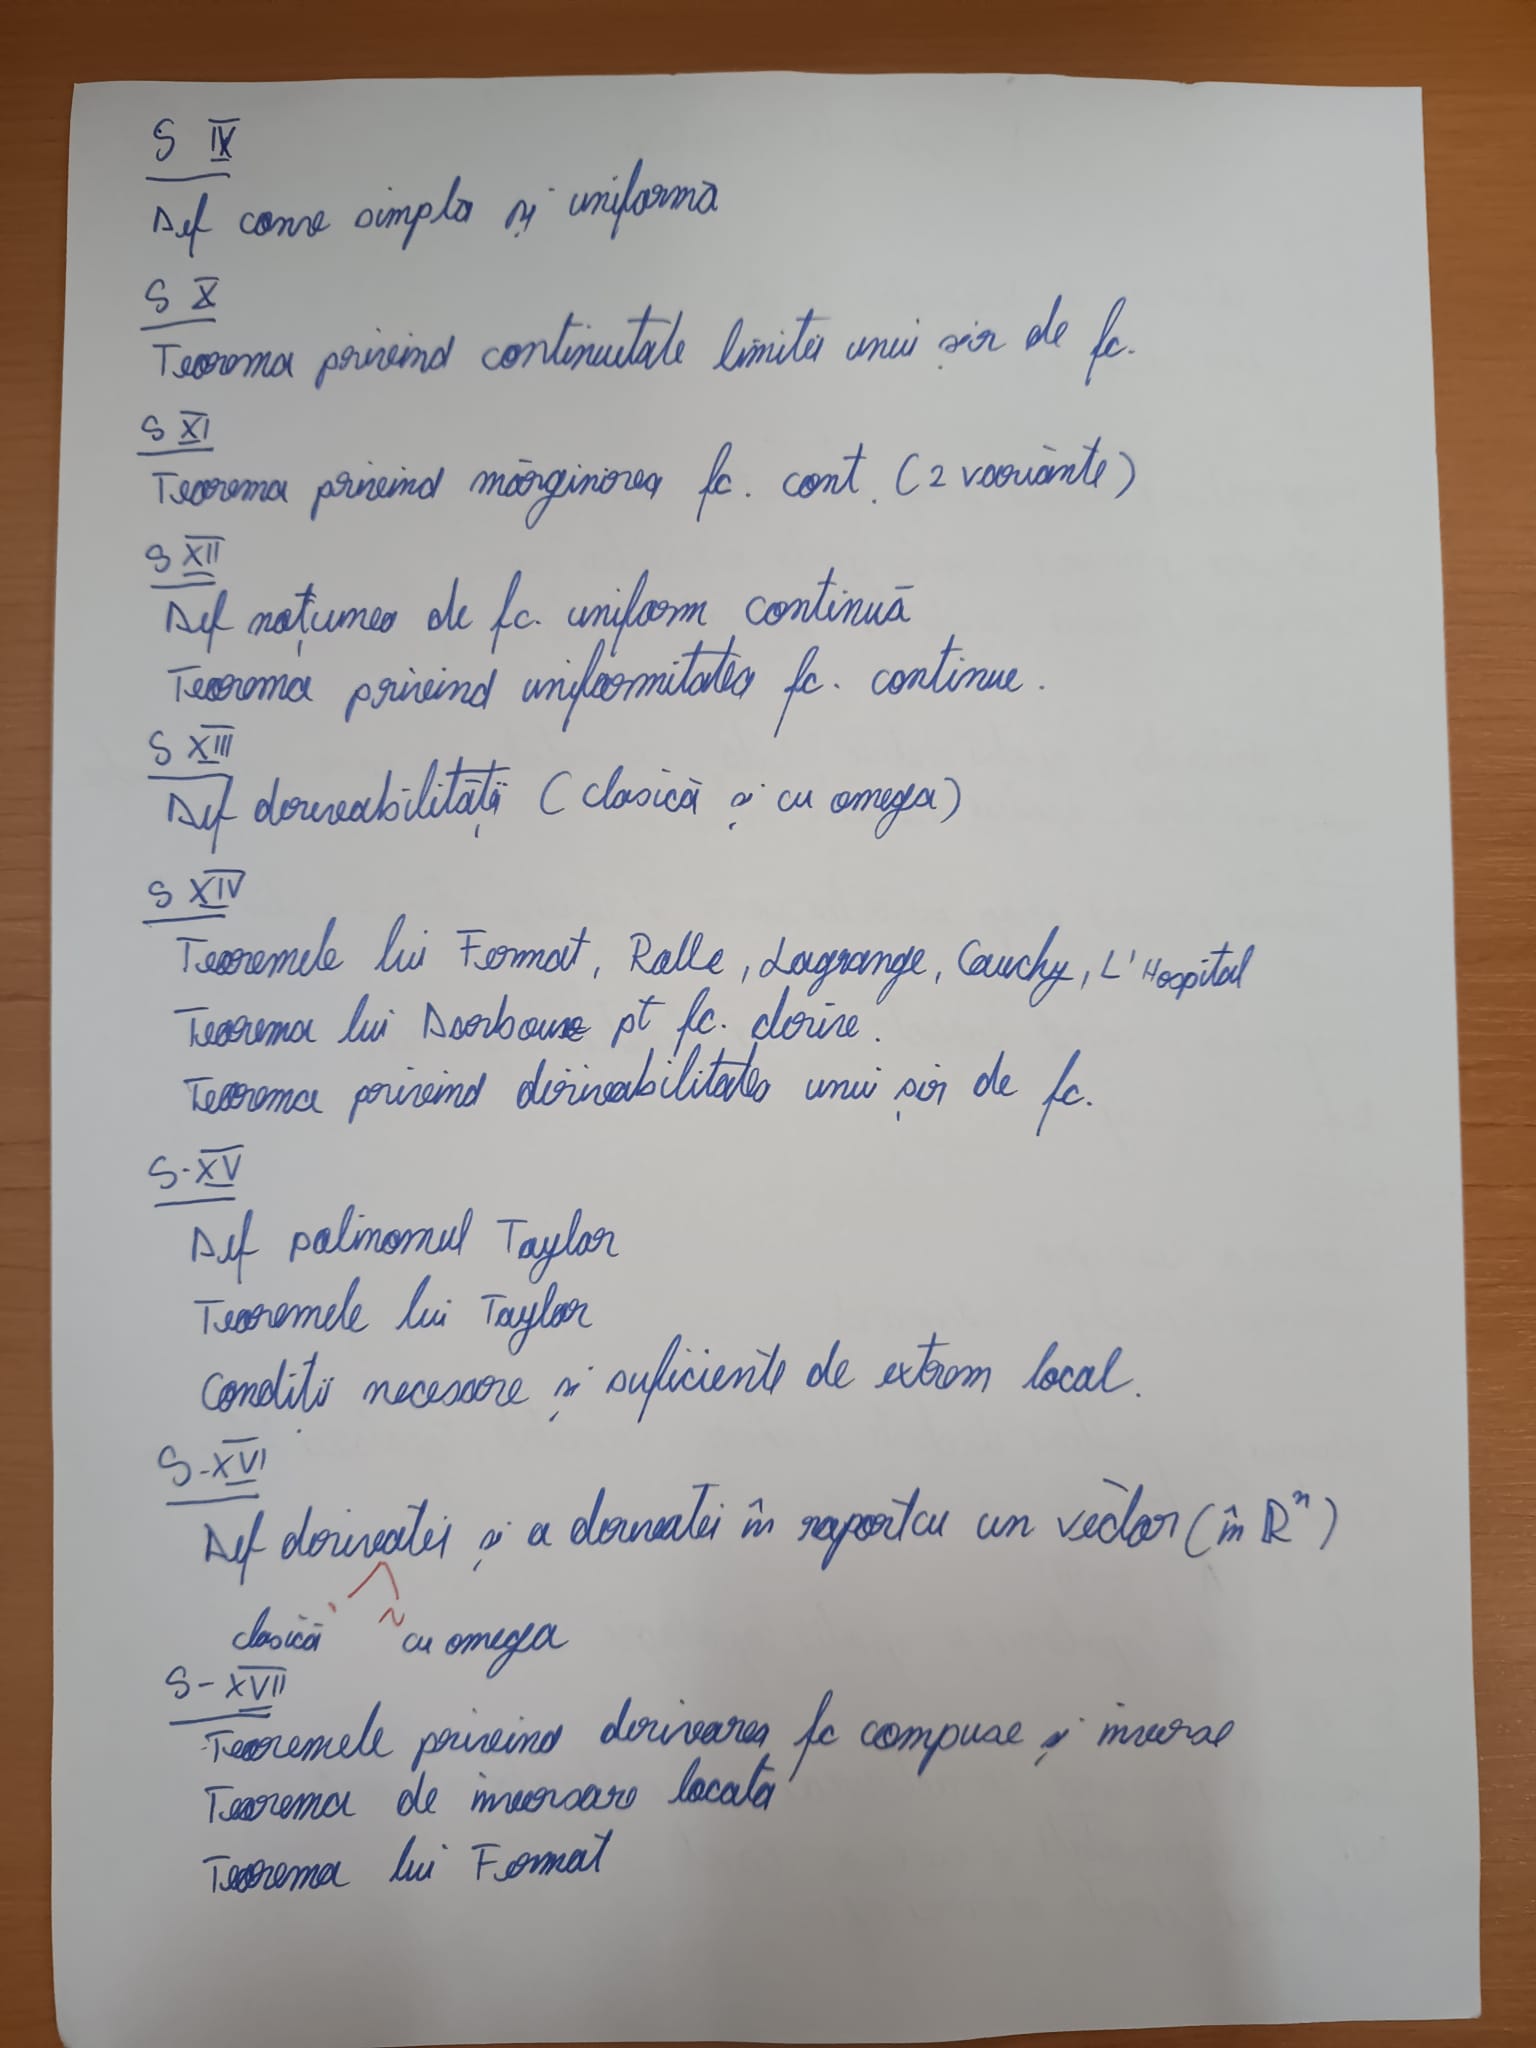 S IX
Def conv simplă și uniformă
S X
Teorema privind continuitate limitei unui șir de fc.
S XI
Teorema privind mărginirea fc. cont. (2 variante)
S XII
Def noțiunea de fc. uniform continuă
Teorema privind uniformitatea fc. continue.
S XIII
Def derivabilității (clasică și cu omega)
S XIV
Teoremele lui Fermat, Rolle, Lagrange, Cauchy, L'Hospital
Teorema lui Darboux pt fc. deriv.
Teorema privind derivabilitatea unui șir de fc.
S-XV
Def polinomul Taylor
Teoremele lui Taylor
Condiții necesare și suficiente de extrem local.
S-XVI
Def derivatei și a derivatei în raport cu un vector (în ℝⁿ)
clasică cu omega
S-XVII
Teoremele privind derivarea fc compuse și inverse
Teorema de inversare locală
Teorema lui Fermat